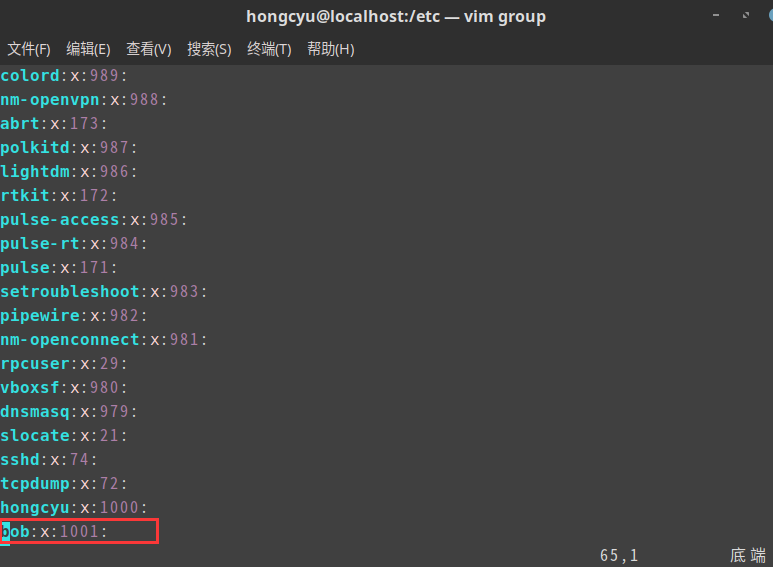 hongcyu@localhost:/etc — vim group
文件(F) 编辑(E) 查看(V) 搜索(S) 终端(T) 帮助(H)
colord:x:989:
nm-openvpn:x:988:
abrt:x:173:
polkitd:x:987:
lightdm:x:986:
rtkit:x:172:
pulse-access:x:985:
pulse-rt:x:984:
pulse:x:171:
setroubleshoot:x:983:
pipewire:x:982:
nm-openconnect:x:981:
rpcuser:x:29:
vboxsf:x:980:
dnsmasq:x:979:
slocate:x:21:
sshd:x:74:
tcpdump:x:72:
hongcyu:x:1000:
bob:x:1001:
65,1 底端